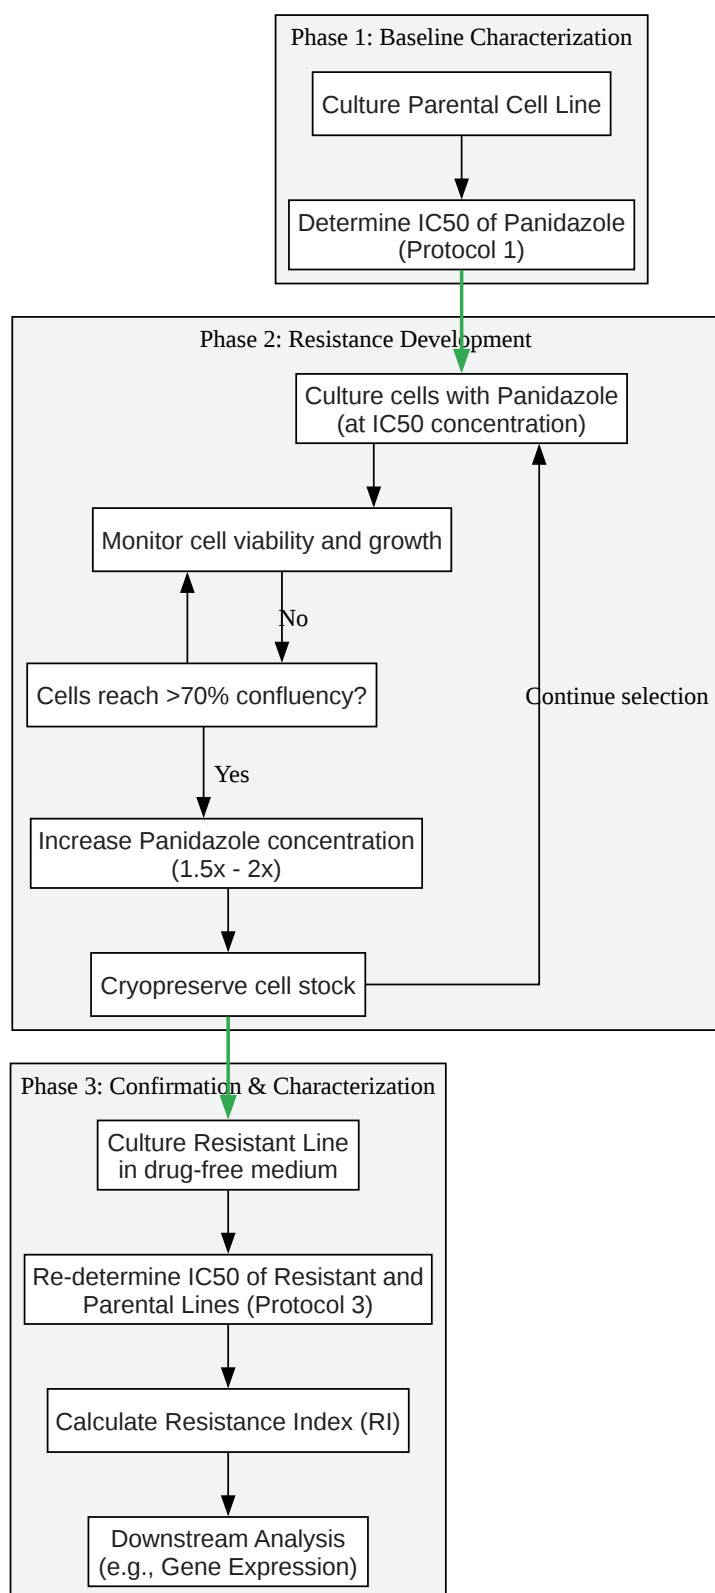 Phase 1: Baseline Characterization
Culture Parental Cell Line
Determine IC50 of Panidazole
(Protocol 1)
Phase 2: Resistance Development
Culture cells with Panidazole
(at IC50 concentration)
Monitor cell viability and growth
No
Cells reach >70% confluency?
Continue selection
Yes
Increase Panidazole concentration
(1.5x - 2x)
Cryopreserve cell stock
Phase 3: Confirmation & Characterization
Culture Resistant Line
in drug-free medium
Re-determine IC50 of Resistant and
Parental Lines (Protocol 3)
Calculate Resistance Index (RI)
Downstream Analysis
(e.g., Gene Expression)